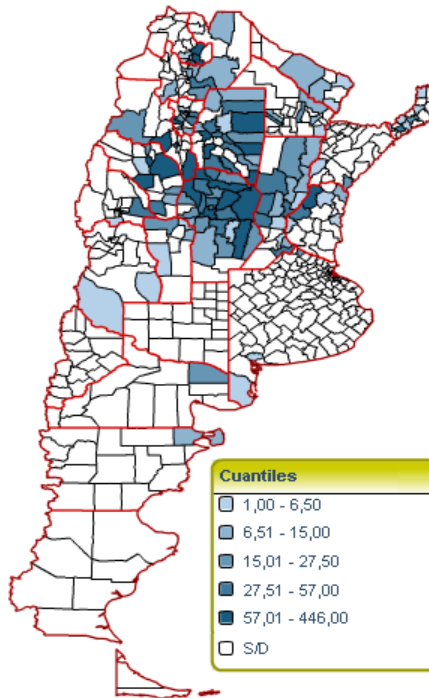 Cuantiles
1,00 - 6,50
6,51 - 15,00
15,01 - 27,50
27,51 - 57,00
57,01 - 446,00
S/D